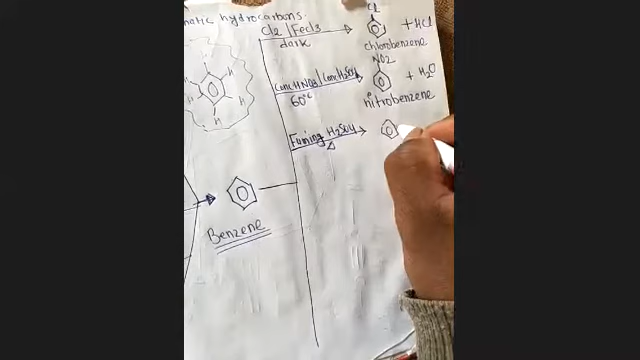 matic hydrocarbons.
Cl2 | FeCl3
dark
Cl
+ HCl
chlorobenzene
H
H
H
H
Conc HNO3 / Conc H2SO4
60°C
NO2
+ H2O
nitrobenzene
Fuming H2SO4
Δ
Benzene